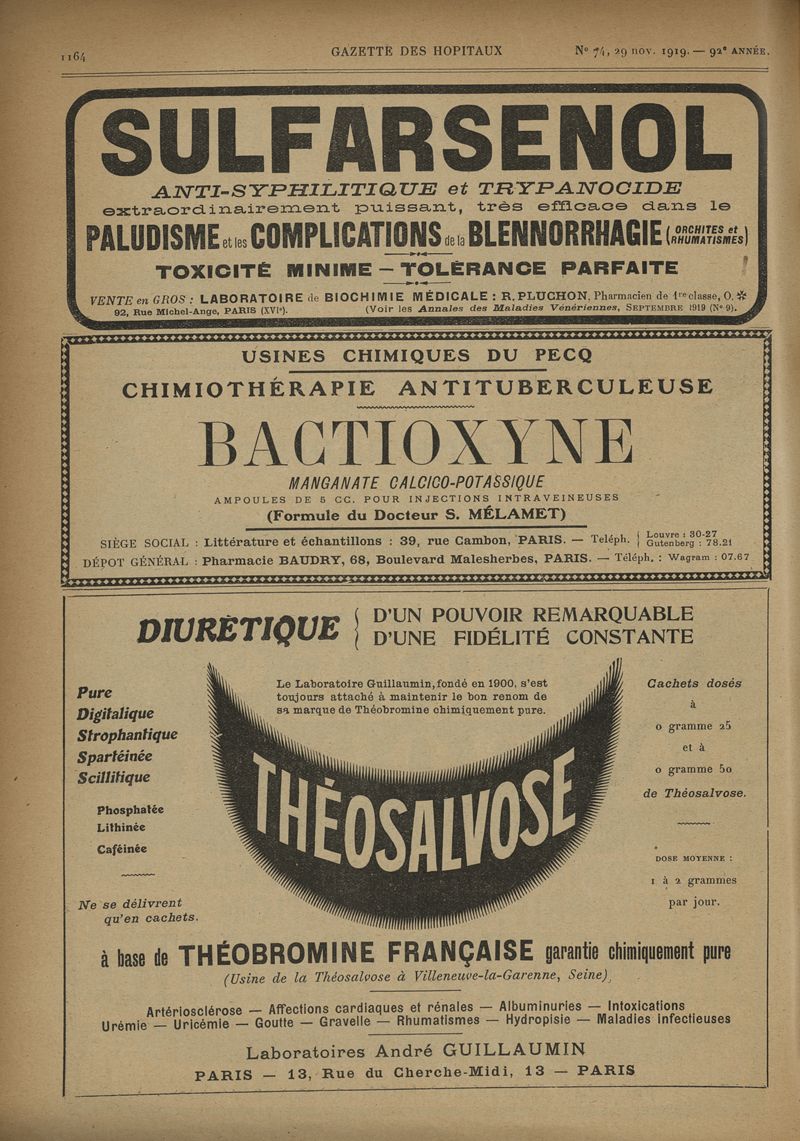 1164 GAZETTE DES HOPITAUX N° 74, 29 nov. 1919. — 92e ANNÉE.
SULFARSENOL
ANTI-SYPHILITIQUE et TRYPANOCIDE
extraordinairement puissant, très efficace dans le
PALUDISME et les COMPLICATIONS de la BLENNORRHAGIE (ORCHITES et RHUMATISMES)
TOXICITÉ MINIME — TOLÉRANCE PARFAITE
VENTE en GROS : LABORATOIRE de BIOCHIMIE MÉDICALE : R. PLUCHON, Pharmacien de 1re classe, O. ✻
92, Rue Michel-Ange, PARIS (XVIe). (Voir les Annales des Maladies Vénériennes, SEPTEMBRE 1919 (N° 9).
USINES CHIMIQUES DU PECQ
CHIMIOTHÉRAPIE ANTITUBERCULEUSE
BACTIOXYNE
MANGANATE CALCICO-POTASSIQUE
AMPOULES DE 5 CC. POUR INJECTIONS INTRAVEINEUSES
(Formule du Docteur S. MÉLAMET)
SIÈGE SOCIAL : Littérature et échantillons : 39, rue Cambon, PARIS. — Teléph. { Louvre : 30-27
Gutenberg : 78.21
DÉPOT GÉNÉRAL : Pharmacie BAUDRY, 68, Boulevard Malesherbes, PARIS. — Téléph. : Wagram : 07.67
DIURÉTIQUE { D'UN POUVOIR REMARQUABLE
D'UNE FIDÉLITÉ CONSTANTE
Le Laboratoire Guillaumin, fondé en 1900, s'est
toujours attaché à maintenir le bon renom de
sa marque de Théobromine chimiquement pure.
Pure
Digitalique
Strophantique
Spartéinée
Scillitique
Phosphatée
Lithinée
Caféinée
Ne se délivrent
qu'en cachets.
THÉOSALVOSE
Cachets dosés
à
0 gramme 25
et à
0 gramme 50
de Théosalvose.
DOSE MOYENNE :
1 à 2 grammes
par jour.
à base de THÉOBROMINE FRANÇAISE garantie chimiquement pure
(Usine de la Théosalvose à Villeneuve-la-Garenne, Seine),
Artériosclérose — Affections cardiaques et rénales — Albuminuries — Intoxications
Urémie — Uricémie — Goutte — Gravelle — Rhumatismes — Hydropisie — Maladies infectieuses
Laboratoires André GUILLAUMIN
PARIS — 13, Rue du Cherche-Midi, 13 — PARIS